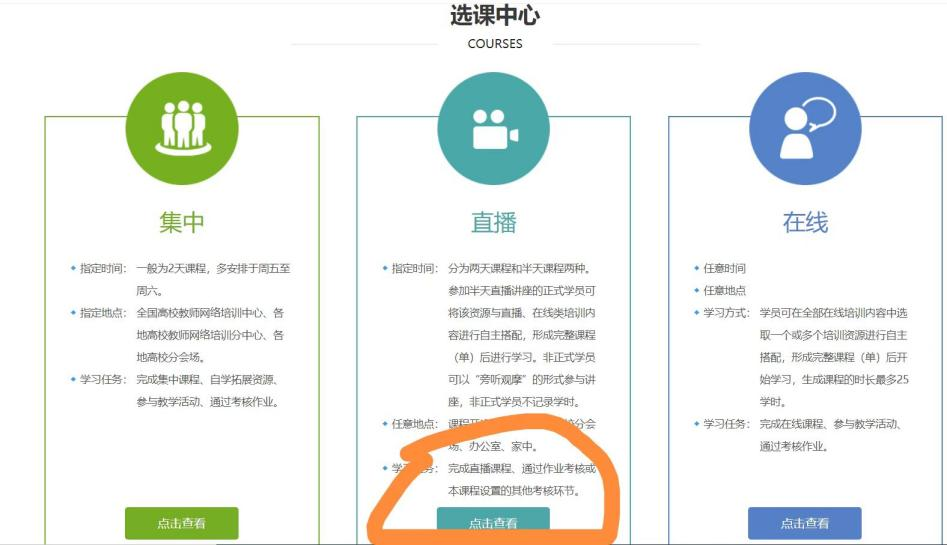 选课中心
COURSES
集中
指定时间： 一般为2天课程，多安排于周五至
周六。
指定地点： 全国高校教师网络培训中心、各
地高校教师网络培训分中心、各
地高校分会场。
学习任务： 完成集中课程、自学拓展资源、
参与教学活动、通过考核作业。
点击查看
直播
指定时间： 分为两天课程和半天课程两种。
参加半天直播讲座的正式学员可
将该资源与直播、在线类培训内
容进行自主搭配，形成完整课程
（单）后进行学习。非正式学员
可以“旁听观摩”的形式参与讲
座，非正式学员不记录学时。
任意地点： 课程分会
场、办公室、家中。
学习任务： 完成直播课程、通过作业考核或
本课程设置的其他考核环节。
点击查看
在线
任意时间
任意地点
学习方式： 学员可在全部在线培训内容中选
取一个或多个培训资源进行自主
搭配，形成完整课程（单）后开
始学习，生成课程的时长最多25
学时。
学习任务： 完成在线课程、参与教学活动、
通过考核作业。
点击查看